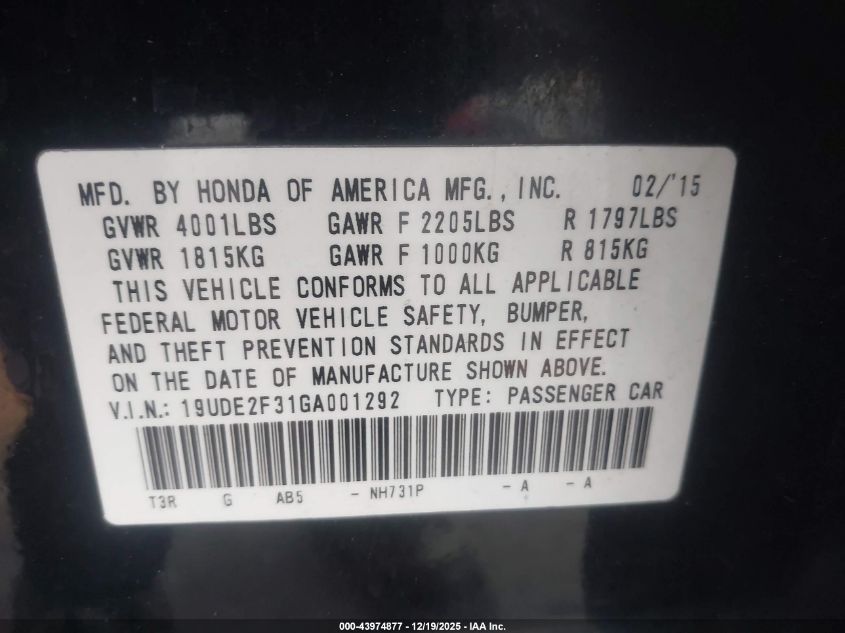 MFD. BY HONDA OF AMERICA MFG., INC. 02/'15
GVWR 4001LBS GAWR F 2205LBS R 1797LBS
GVWR 1815KG GAWR F 1000KG R 815KG
THIS VEHICLE CONFORMS TO ALL APPLICABLE
FEDERAL MOTOR VEHICLE SAFETY, BUMPER,
AND THEFT PREVENTION STANDARDS IN EFFECT
ON THE DATE OF MANUFACTURE SHOWN ABOVE.
V.I.N.: 19UDE2F31GA001292 TYPE: PASSENGER CAR
T3R G AB5 - NH731P - A - A
000-43974877 - 12/19/2025 - IAA Inc.